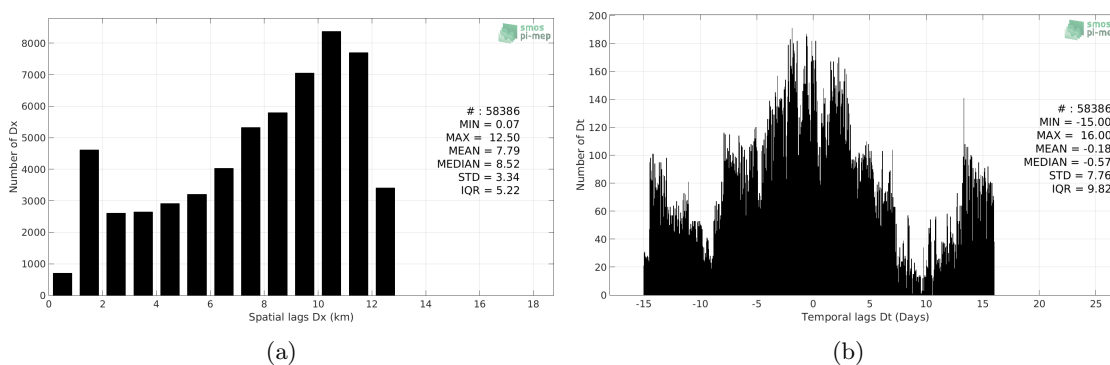 8000
7000
6000
5000
4000
3000
2000
1000
0
Number of Dx
0 2 4 6 8 10 12 14 16 18
Spatial lags Dx (km)
smos
pi-mep
# : 58386
MIN = 0.07
MAX = 12.50
MEAN = 7.79
MEDIAN = 8.52
STD = 3.34
IQR = 5.22
(a)
200
180
160
140
120
100
80
60
40
20
0
Number of Dt
-15 -10 -5 0 5 10 15 20 25
Temporal lags Dt (Days)
smos
pi-mep
# : 58386
MIN = -15.00
MAX = 16.00
MEAN = -0.18
MEDIAN = -0.57
STD = 7.76
IQR = 9.82
(b)